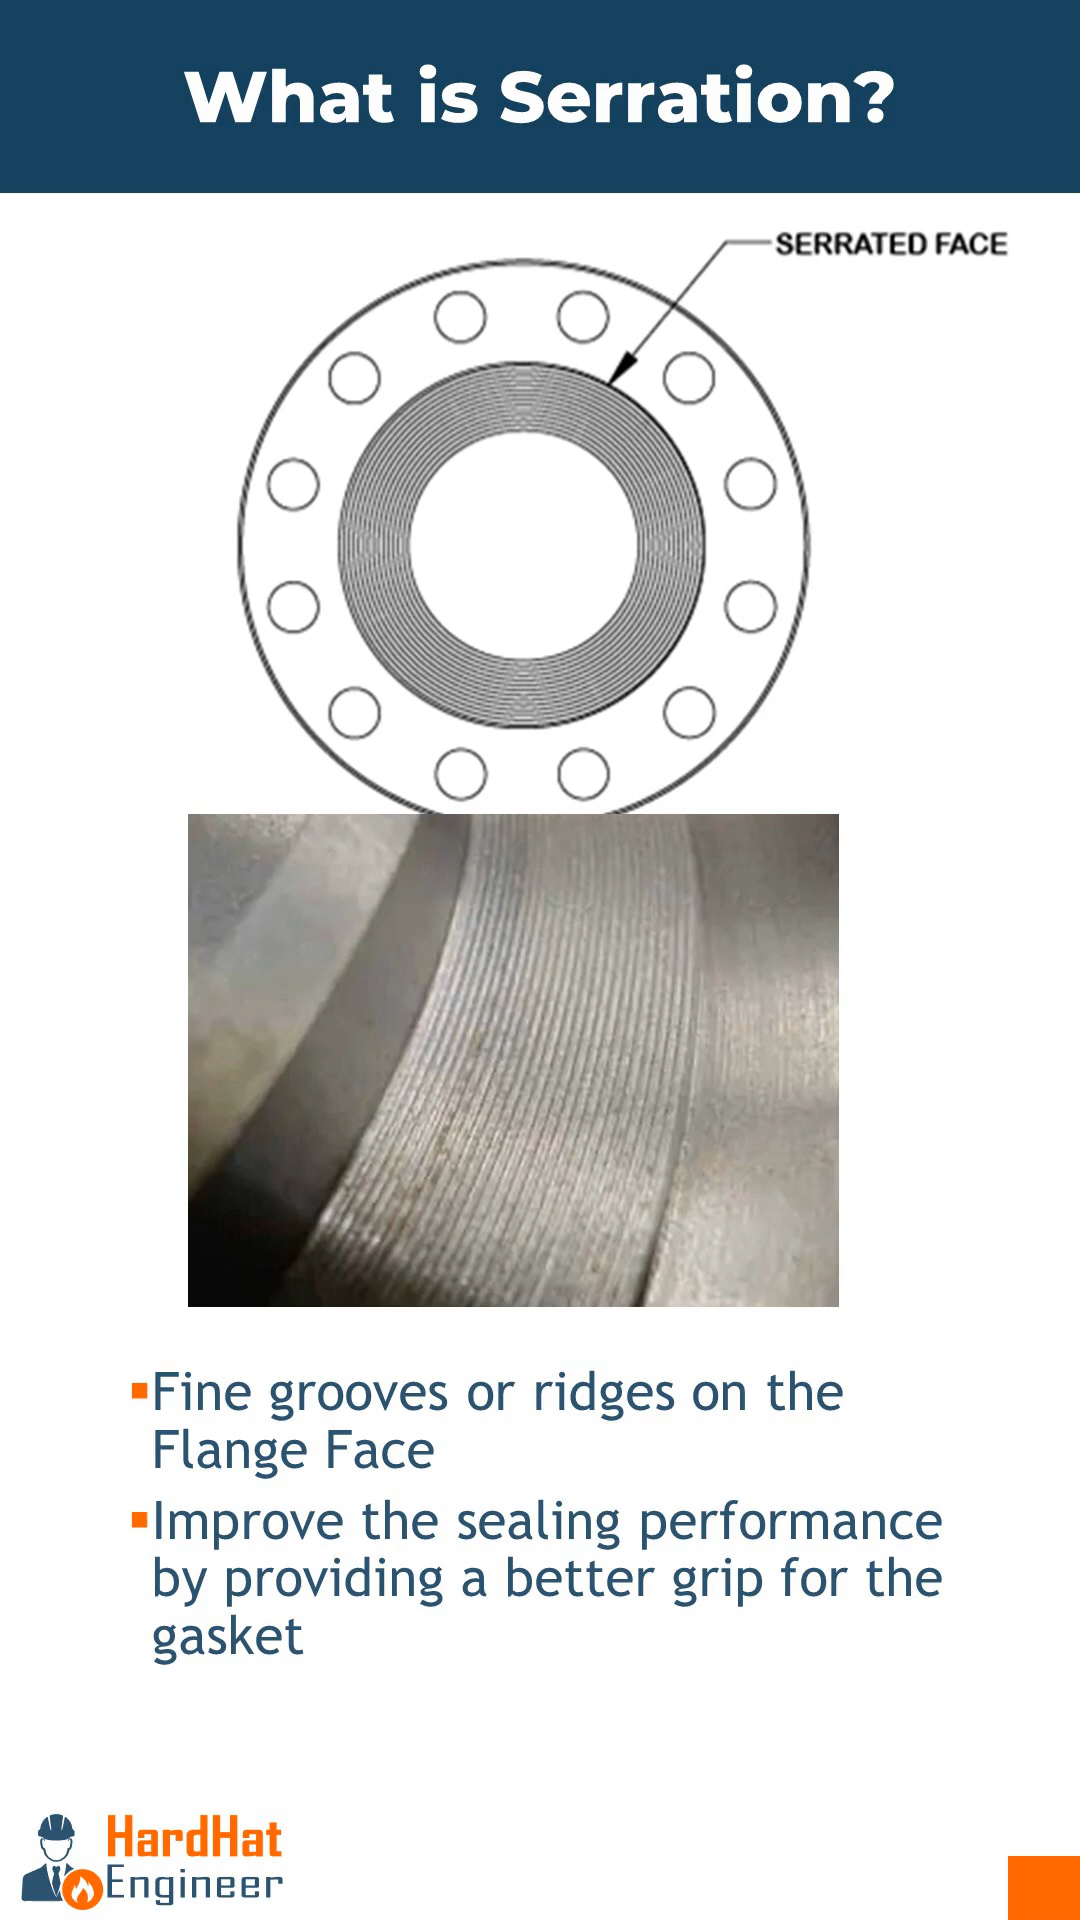 What is Serration?
SERRATED FACE
▪Fine grooves or ridges on the
Flange Face
▪Improve the sealing performance
by providing a better grip for the
gasket
HardHat
Engineer